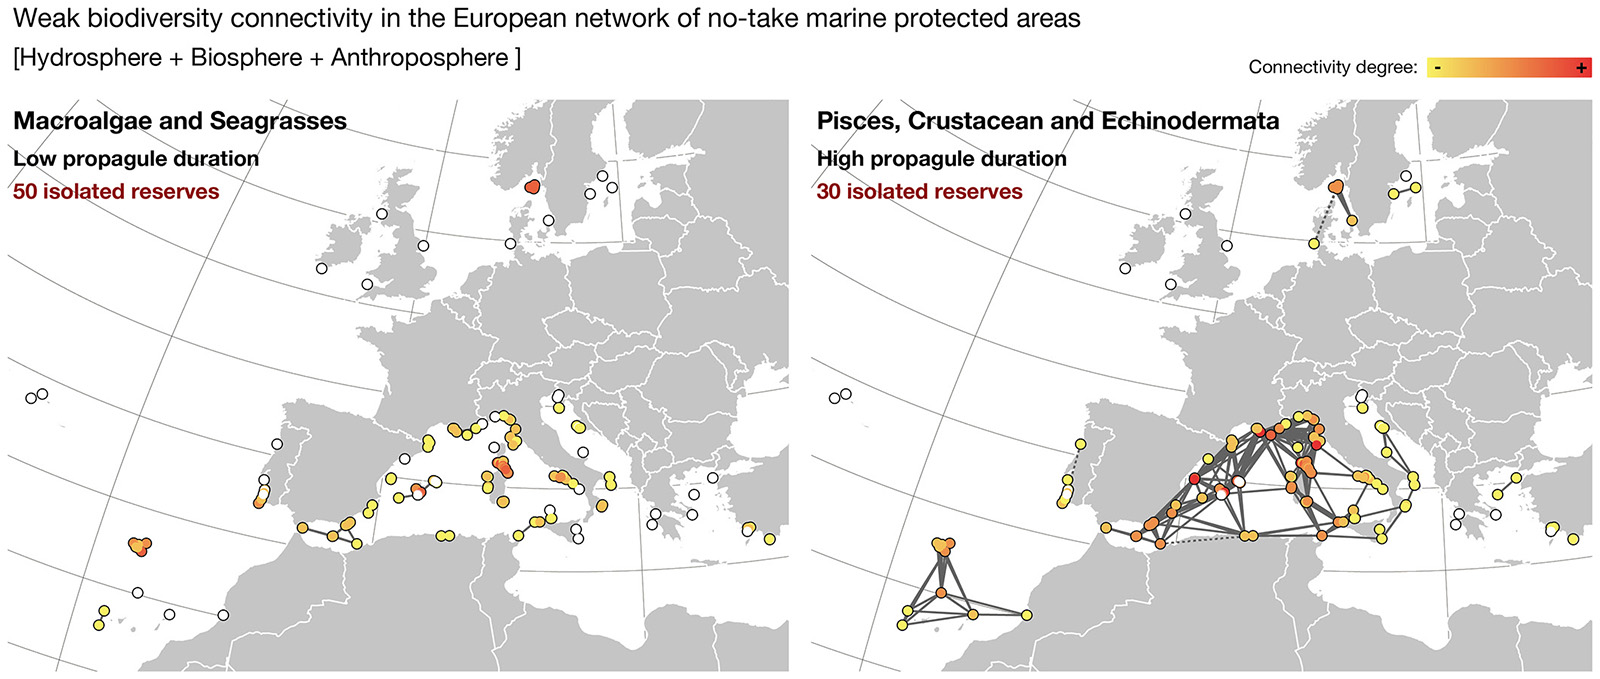 Weak biodiversity connectivity in the European network of no-take marine protected areas
[Hydrosphere + Biosphere + Anthroposphere ]
Connectivity degree: - +
Macroalgae and Seagrasses
Low propagule duration
50 isolated reserves
Pisces, Crustacean and Echinodermata
High propagule duration
30 isolated reserves